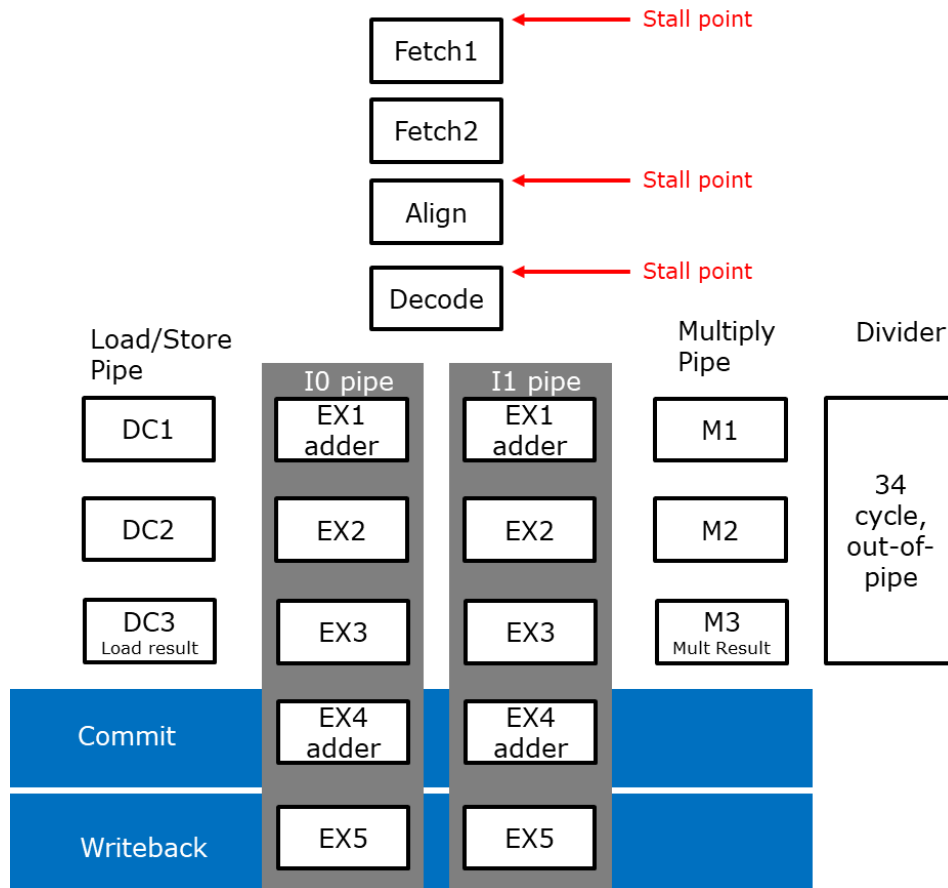 Stall point
Fetch1
Fetch2
Stall point
Align
Stall point
Decode
Load/Store
Pipe
Multiply
Pipe
Divider
I0 pipe
I1 pipe
DC1
EX1
adder
EX1
adder
M1
34
cycle,
out-of-
pipe
DC2
EX2
EX2
M2
DC3
Load result
EX3
EX3
M3
Mult Result
Commit
EX4
adder
EX4
adder
Writeback
EX5
EX5